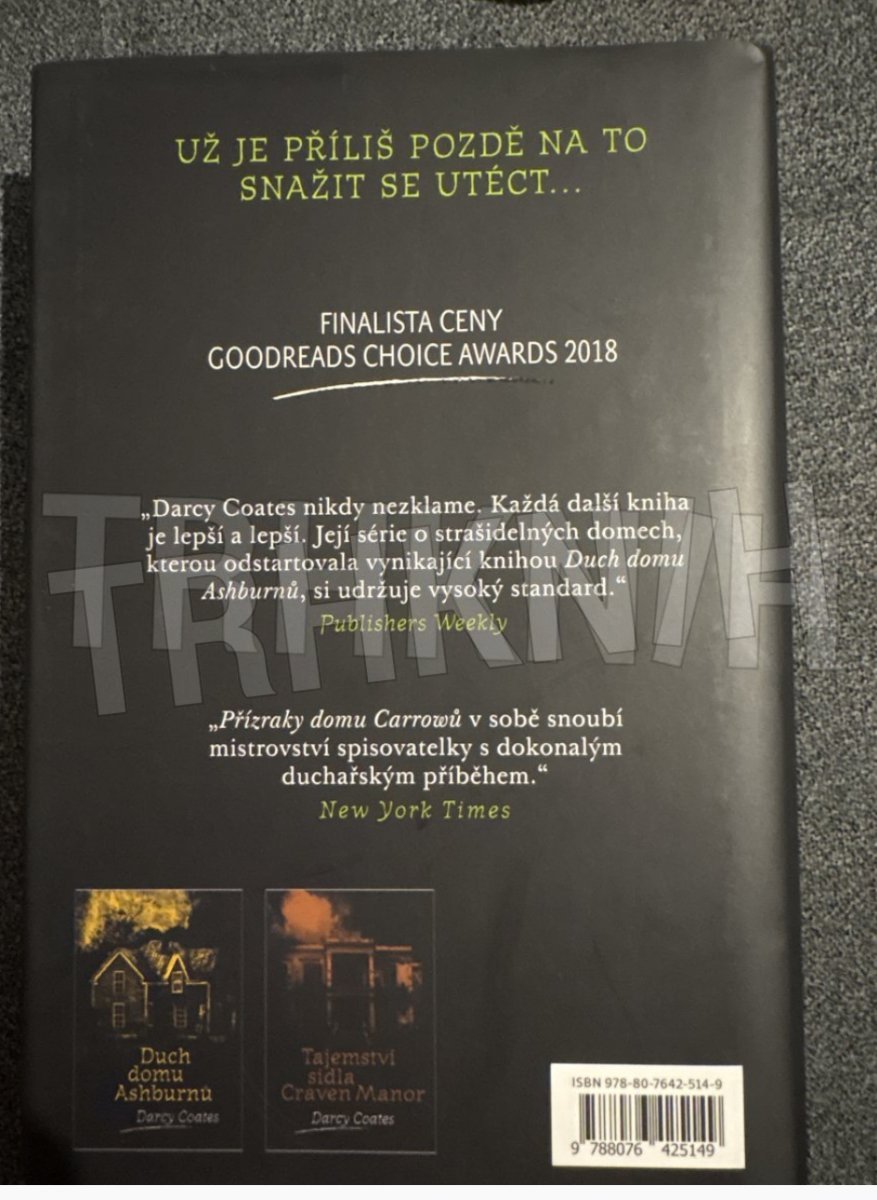 UŽ JE PŘÍLIŠ POZDĚ NA TO
SNAŽIT SE UTÉCT...
FINALISTA CENY
GOODREADS CHOICE AWARDS 2018
TRHKNIH
TRHKNIH
„Darcy Coates nikdy nezklame. Každá další kniha
je lepší a lepší. Její série o strašidelných domech,
kterou odstartovala vynikající knihou Duch domu
Ashburnů, si udržuje vysoký standard.“
Publishers Weekly
„Přízraky domu Carrowů v sobě snoubí
mistrovství spisovatelky s dokonalým
duchařským příběhem.“
New York Times
Duch
domu
Ashburnů
Darcy Coates
Tajemství
sídla
Craven Manor
Darcy Coates
ISBN 978-80-7642-514-9
9 788076 425149